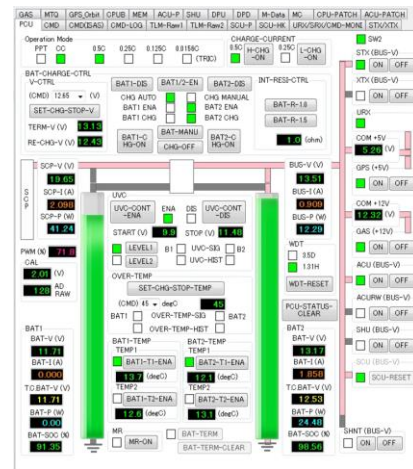 GAS MTG GPS_Orbit CPUB MEM ACU-P SHU DPU DPD M-Data MC CPU-PATCH ACU-PATCH
PCU CMD CMD(ISAS) CMD-LOG TLM-Raw1 TLM-Raw2 SCU-P SCU-HK URX/SRX/CMD-MONI STX/XTX
Operation Mode
PPT CC 0.5C 0.25C 0.125C 0.0156C (TRIC)
CHARGE-CURRENT
0.5C H-CHG-ON 0.25C L-CHG-ON
SW2
STX (BUS-V)
ON OFF
BAT-CHARGE-CTRL
V-CTRL
(CMD) 12.65 (V)
SET-CHG-STOP-V
TERM-V (V) 13.13
RE-CHG-V (V) 12.43
BAT1-DIS BAT1/2-EN BAT2-DIS
CHG AUTO CHG MANUAL
BAT1 ENA BAT2 ENA
BAT1 CHG BAT2 CHG
BAT1-CHG-ON BAT-MANU CHG-OFF BAT2-CHG-ON
INT-RESI-CTRL
BAT-R-1.0
BAT-R-1.5
1.0 (ohm)
XTX (BUS-V)
ON OFF
URX
COM +5V
5.26 (V)
GPS (+5V)
ON OFF
COM +12V
12.32 (V)
GAS (+12V)
ON OFF
ACU (BUS-V)
ON OFF
ACURW (BUS-V)
ON OFF
SHU (BUS-V)
ON OFF
SCU (BUS-V)
SCU-RESET
SHNT (BUS-V)
ON OFF
SCP
SCP-V (V)
19.65
SCP-I (A)
2.098
SCP-P (W)
41.24
PWM (%) 71.8
CAL
2.01 (V)
128 AD RAW
UVC
UVC-CONT-ENA ENA DIS UVC-CONT-DIS
START (V) 9.9 STOP (V) 11.48
LEVEL1 B1 UVC-SIG B2
LEVEL2 UVC-HIST
OVER-TEMP
SET-CHG-STOP-TEMP
(CMD) 45 degC 45
BAT1 OVER-TEMP-SIG BAT2
OVER-TEMP-HIST
BAT1-TEMP
TEMP1
BAT1-T1-ENA
13.7 (degC)
TEMP2
BAT1-T2-ENA
12.6 (degC)
BAT2-TEMP
TEMP1
BAT2-T1-ENA
12.1 (degC)
TEMP2
BAT2-T2-ENA
13.1 (degC)
MR
MR-ON
BAT-TERM
BAT-TERM-CLEAR
BUS-V (V)
13.51
BUS-I (A)
0.909
BUS-P (W)
12.29
WDT
3.5D
1.31H
WDT-RESET
PCU-STATUS-CLEAR
BAT1
BAT-V (V)
11.71
BAT-I (A)
0.000
T.C.BAT-V (V)
11.71
BAT-P (W)
0.00
BAT-SOC (%)
91.35
BAT2
BAT-V (V)
13.17
BAT-I (A)
1.858
T.C.BAT-V (V)
12.53
BAT-P (W)
24.48
BAT-SOC (%)
98.56